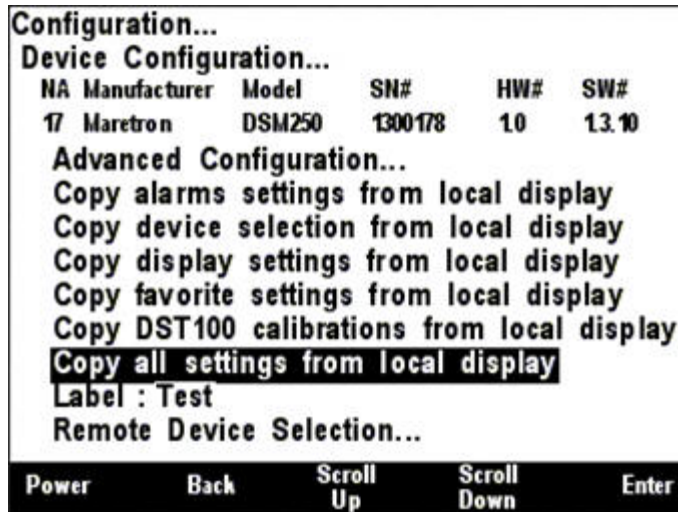 Configuration...
Device Configuration...
NA Manufacturer Model SN# HW# SW#
17 Maretron DSM250 1300178 1.0 1.3.10
Advanced Configuration...
Copy alarms settings from local display
Copy device selection from local display
Copy display settings from local display
Copy favorite settings from local display
Copy DST100 calibrations from local display
Copy all settings from local display
Label : Test
Remote Device Selection...
Power Back Scroll Up Scroll Down Enter